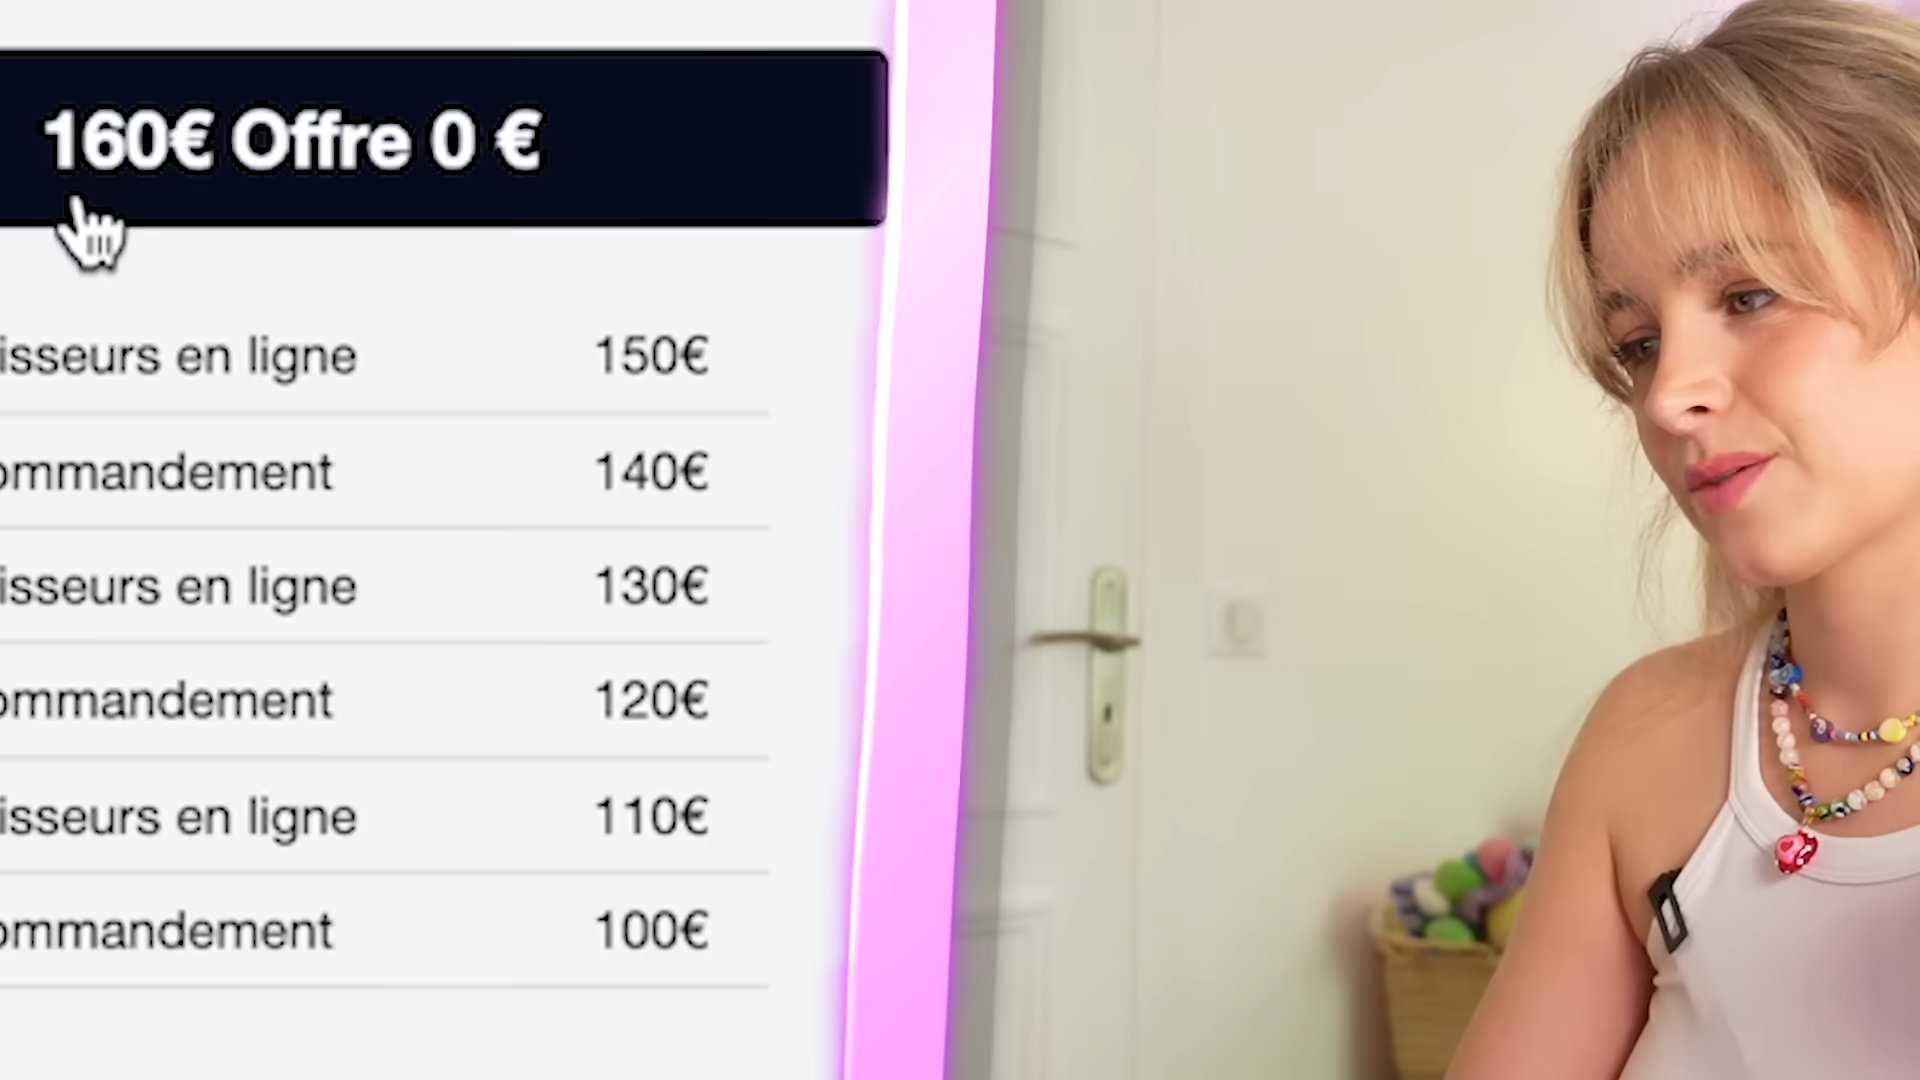 160€ Offre 0 €
isseurs en ligne 150€
ommandement 140€
isseurs en ligne 130€
ommandement 120€
isseurs en ligne 110€
ommandement 100€